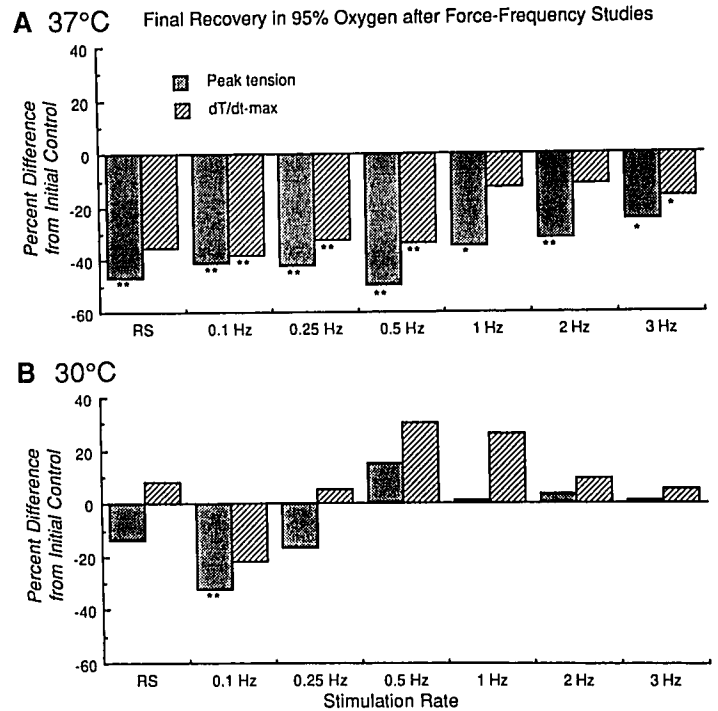 A 37°C Final Recovery in 95% Oxygen after Force-Frequency Studies
Percent Difference
from Initial Control
40
20
0
-20
-40
-60
Peak tension
dT/dt-max
** ** ** ** ** ** ** * ** * *
RS 0.1 Hz 0.25 Hz 0.5 Hz 1 Hz 2 Hz 3 Hz
B 30°C
Percent Difference
from Initial Control
40
20
0
-20
-40
-60
**
RS 0.1 Hz 0.25 Hz 0.5 Hz 1 Hz 2 Hz 3 Hz
Stimulation Rate